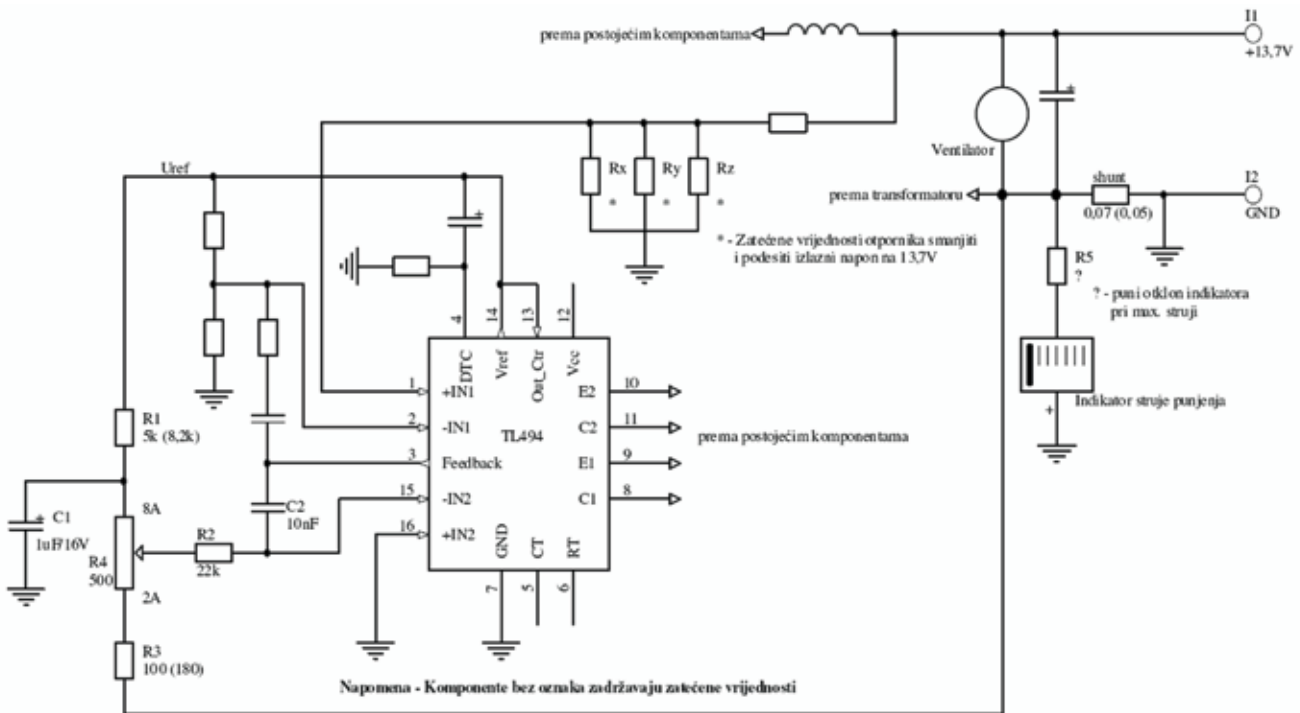 I1
prema postojećim komponentama
+13,7V
+
Ventilator
Rx
Ry
Rz
*
*
*
Uref
shunt
I2
prema transformatoru
0,07 (0,05)
GND
+
* - Zatećene vrijednosti otpornika smanjiti
i podesiti izlazni napon na 13,7V
R5
?
? - puni otklon indikatora
pri max. struji
4
14
13
12
DTC
Vref
Out_Ctr
Vcc
1
+IN1
E2
10
2
-IN1
C2
11
TL494
prema postojećim komponentama
3
Feedback
E1
9
15
-IN2
C1
8
16
+IN2
GND
CT
RT
7
5
6
Indikator struje punjenja
+
R1
5k (8,2k)
+
C1
1uF/16V
8A
R4
500
2A
R2
22k
C2
10nF
R3
100 (180)
Napomena - Komponente bez oznaka zadržavaju zatećene vrijednosti